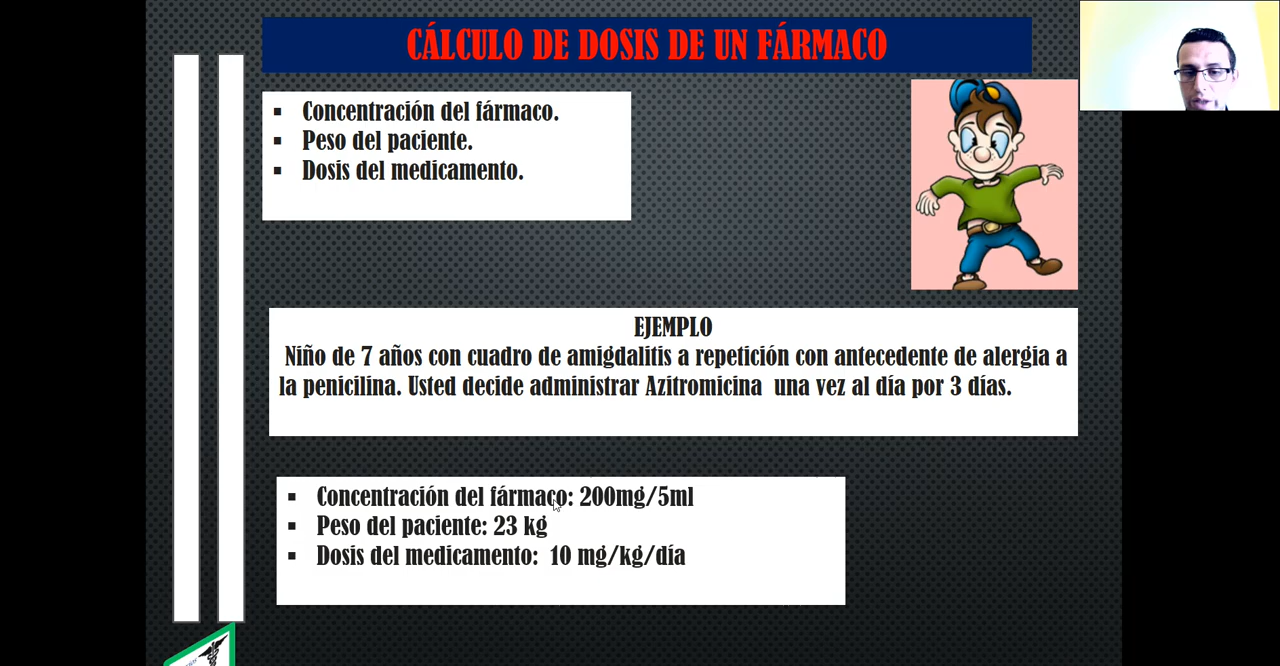 CÁLCULO DE DOSIS DE UN FÁRMACO
▪ Concentración del fármaco.
▪ Peso del paciente.
▪ Dosis del medicamento.
EJEMPLO
Niño de 7 años con cuadro de amigdalitis a repetición con antecedente de alergia a
la penicilina. Usted decide administrar Azitromicina una vez al día por 3 días.
▪ Concentración del fármaco: 200mg/5ml
▪ Peso del paciente: 23 kg
▪ Dosis del medicamento: 10 mg/kg/día